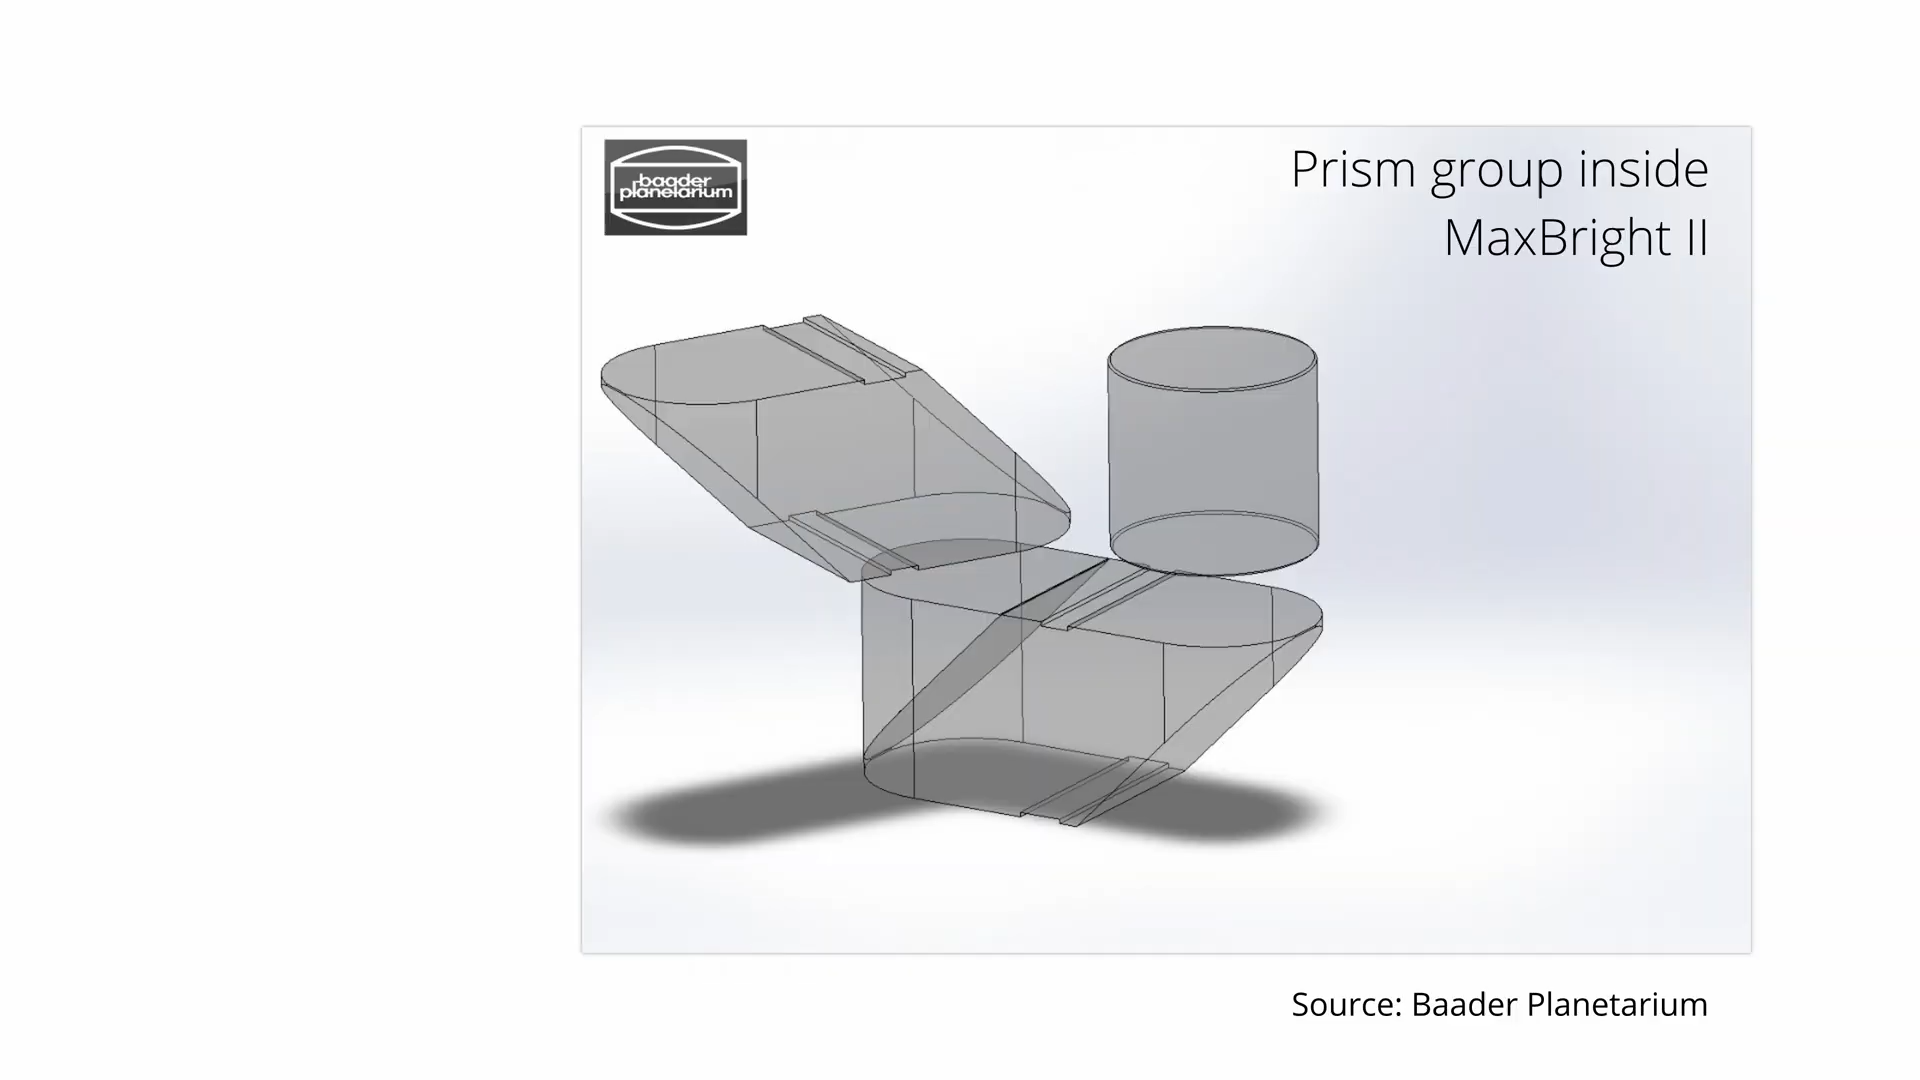 baader
planetarium
Prism group inside
MaxBright II
Source: Baader Planetarium